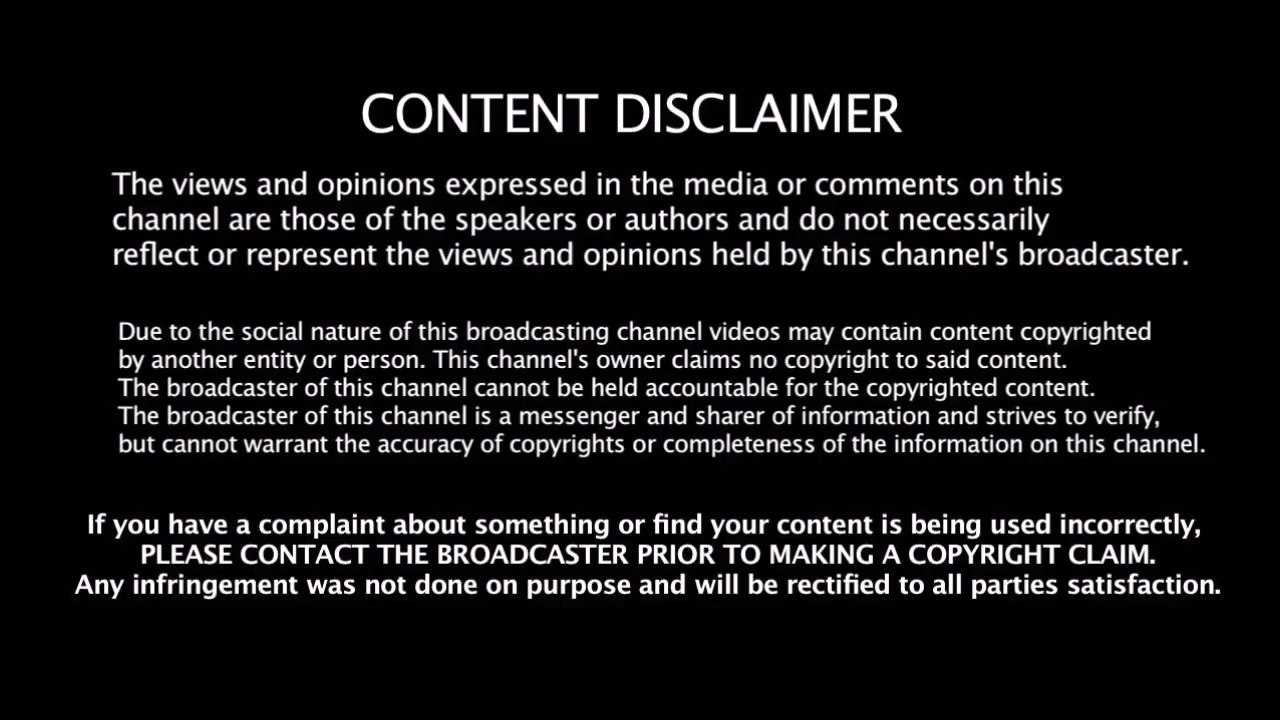 CONTENT DISCLAIMER
The views and opinions expressed in the media or comments on this
channel are those of the speakers or authors and do not necessarily
reflect or represent the views and opinions held by this channel's broadcaster.
Due to the social nature of this broadcasting channel videos may contain content copyrighted
by another entity or person. This channel's owner claims no copyright to said content.
The broadcaster of this channel cannot be held accountable for the copyrighted content.
The broadcaster of this channel is a messenger and sharer of information and strives to verify,
but cannot warrant the accuracy of copyrights or completeness of the information on this channel.
If you have a complaint about something or find your content is being used incorrectly,
PLEASE CONTACT THE BROADCASTER PRIOR TO MAKING A COPYRIGHT CLAIM.
Any infringement was not done on purpose and will be rectified to all parties satisfaction.